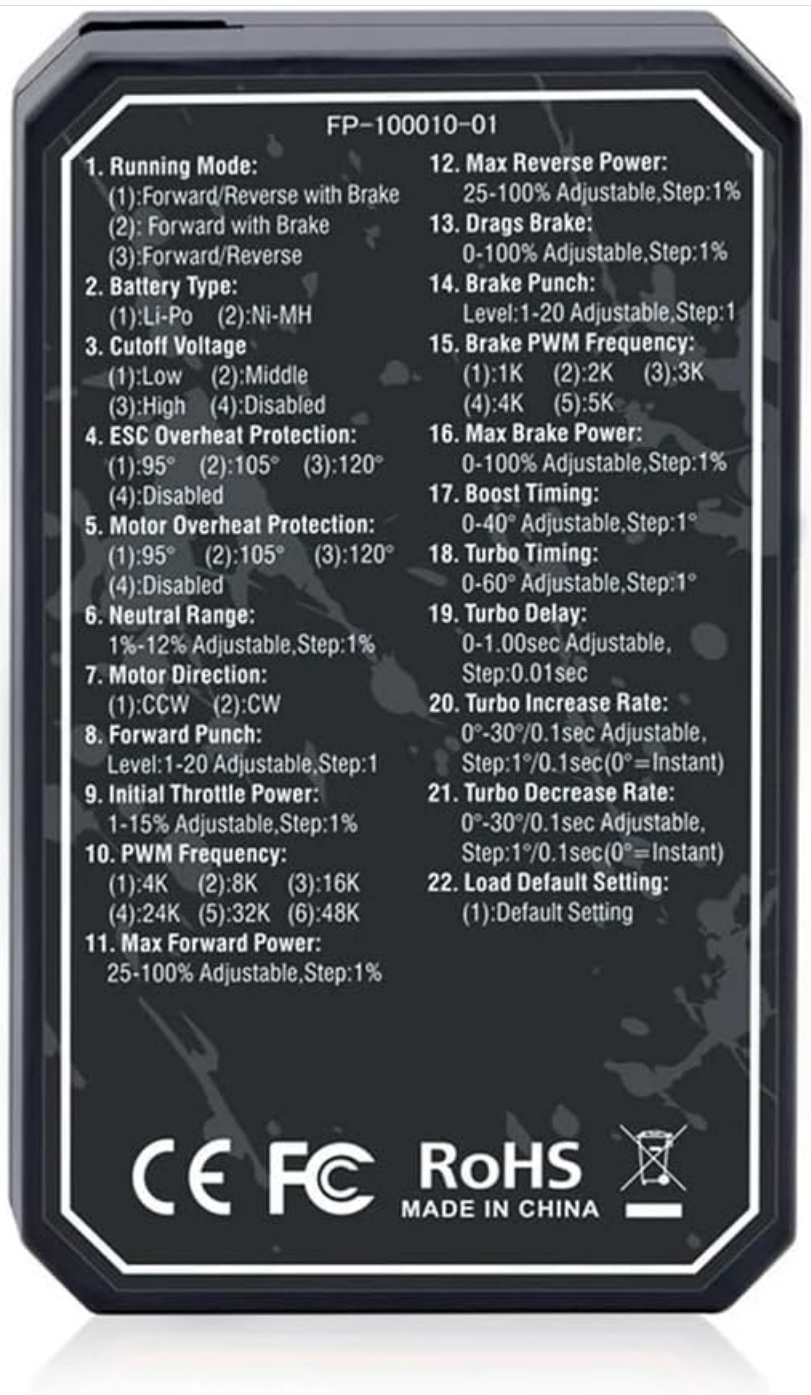 FP-100010-01
1. Running Mode:
(1):Forward/Reverse with Brake
(2): Forward with Brake
(3):Forward/Reverse
2. Battery Type:
(1):Li-Po (2):Ni-MH
3. Cutoff Voltage
(1):Low (2):Middle
(3):High (4):Disabled
4. ESC Overheat Protection:
(1):95° (2):105° (3):120°
(4):Disabled
5. Motor Overheat Protection:
(1):95° (2):105° (3):120°
(4):Disabled
6. Neutral Range:
1%-12% Adjustable,Step:1%
7. Motor Direction:
(1):CCW (2):CW
8. Forward Punch:
Level:1-20 Adjustable,Step:1
9. Initial Throttle Power:
1-15% Adjustable,Step:1%
10. PWM Frequency:
(1):4K (2):8K (3):16K
(4):24K (5):32K (6):48K
11. Max Forward Power:
25-100% Adjustable,Step:1%
12. Max Reverse Power:
25-100% Adjustable,Step:1%
13. Drags Brake:
0-100% Adjustable,Step:1%
14. Brake Punch:
Level:1-20 Adjustable,Step:1
15. Brake PWM Frequency:
(1):1K (2):2K (3):3K
(4):4K (5):5K
16. Max Brake Power:
0-100% Adjustable,Step:1%
17. Boost Timing:
0-40° Adjustable,Step:1°
18. Turbo Timing:
0-60° Adjustable,Step:1°
19. Turbo Delay:
0-1.00sec Adjustable,
Step:0.01sec
20. Turbo Increase Rate:
0°-30°/0.1sec Adjustable,
Step:1°/0.1sec(0°=Instant)
21. Turbo Decrease Rate:
0°-30°/0.1sec Adjustable,
Step:1°/0.1sec(0°=Instant)
22. Load Default Setting:
(1):Default Setting
CE FC RoHS
MADE IN CHINA